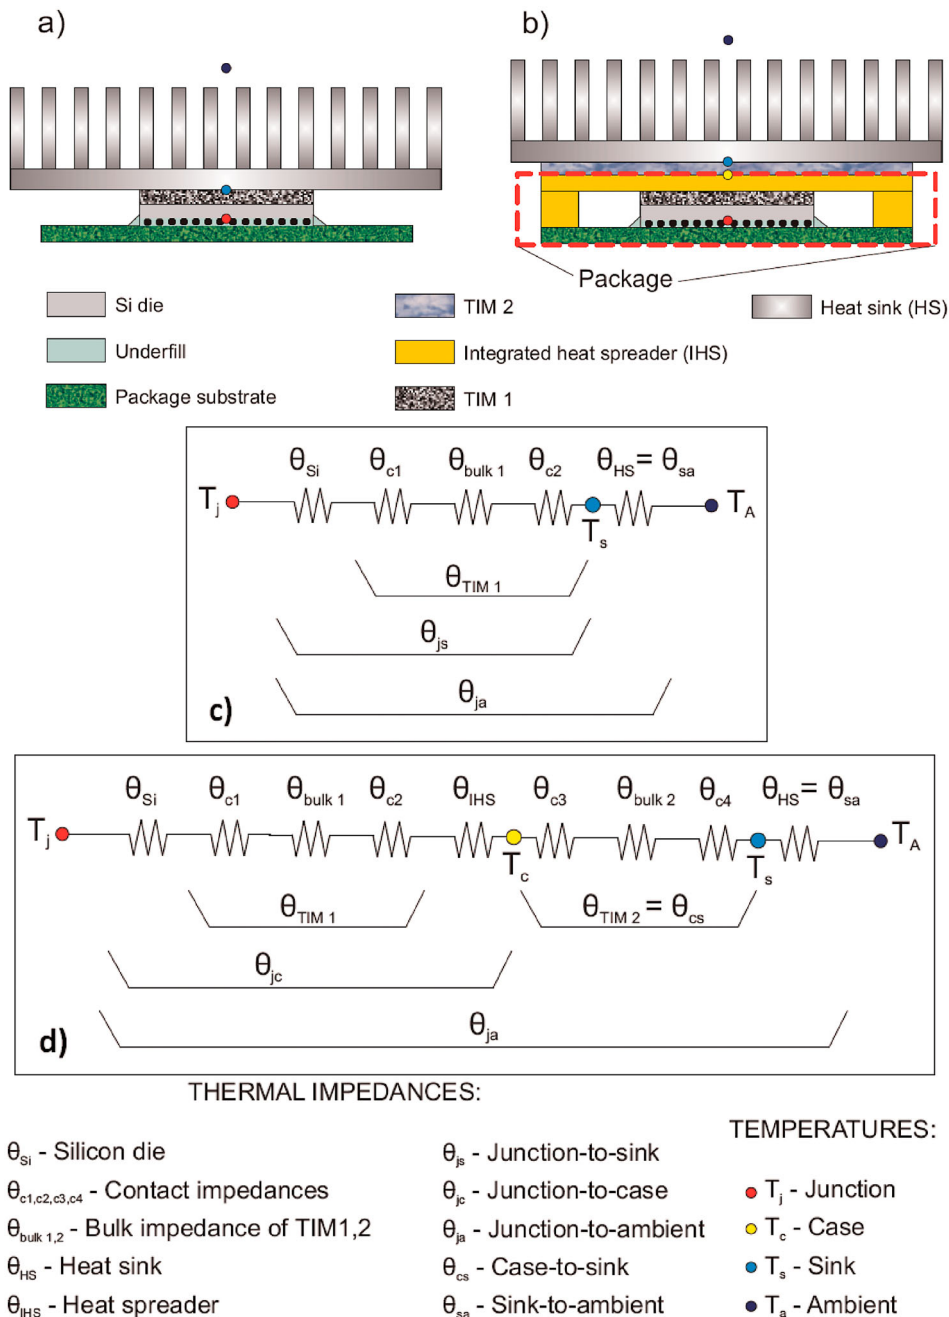 a)
b)
Package
Si die
TIM 2
Heat sink (HS)
Underfill
Integrated heat spreader (IHS)
Package substrate
TIM 1
θSi θc1 θbulk 1 θc2 θHS = θsa
Tj TA
Ts
θTIM 1
θjs
θja
c)
θSi θc1 θbulk 1 θc2 θIHS θc3 θbulk 2 θc4 θHS = θsa
Tj TA
Tc Ts
θTIM 1 θTIM 2 = θcs
θjc
θja
d)
THERMAL IMPEDANCES:
θSi - Silicon die
θc1,c2,c3,c4 - Contact impedances
θbulk 1,2 - Bulk impedance of TIM1,2
θHS - Heat sink
θIHS - Heat spreader
θjs - Junction-to-sink
θjc - Junction-to-case
θja - Junction-to-ambient
θcs - Case-to-sink
θsa - Sink-to-ambient
TEMPERATURES:
Tj - Junction
Tc - Case
Ts - Sink
Ta - Ambient